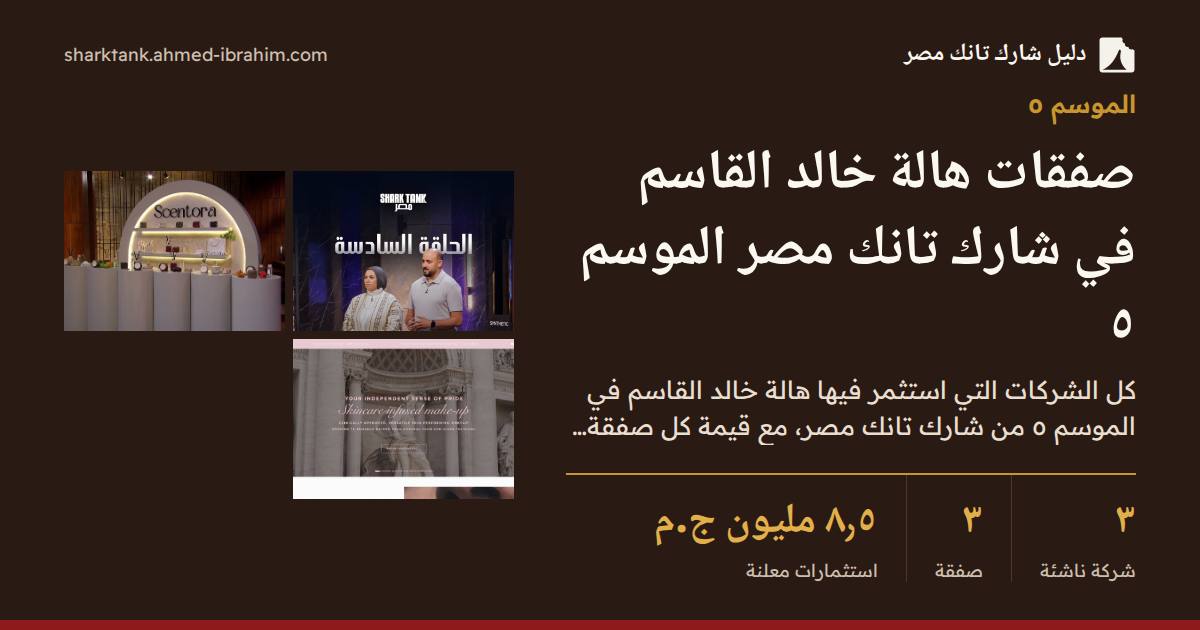 دليل شارك تانك مصر
sharktank.ahmed-ibrahim.com
الموسم ٥
صفقات هالة خالد القاسم
في شارك تانك مصر الموسم
٥
كل الشركات التي استثمر فيها هالة خالد القاسم في
الموسم ٥ من شارك تانك مصر، مع قيمة كل صفقة...
٣
شركة ناشئة
٣
صفقة
٨٫٥ مليون ج.م
استثمارات معلنة
SHARK TANK
مصر
الحلقة السادسة
SYNTHETIC
Scentora
YOUR INDEPENDENT SENSE OF PRIDE
Skincare infused make-up